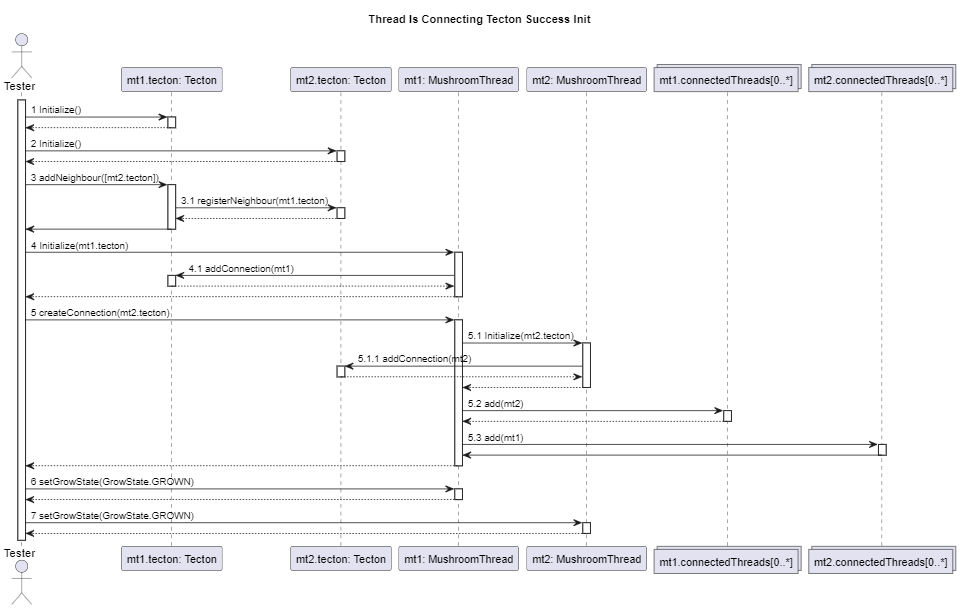 Thread Is Connecting Tecton Success Init
Tester
mt1.tecton: Tecton
mt2.tecton: Tecton
mt1: MushroomThread
mt2: MushroomThread
mt1.connectedThreads[0..*]
mt2.connectedThreads[0..*]
1 Initialize()
2 Initialize()
3 addNeighbour([mt2.tecton])
3.1 registerNeighbour(mt1.tecton)
4 Initialize(mt1.tecton)
4.1 addConnection(mt1)
5 createConnection(mt2.tecton)
5.1 Initialize(mt2.tecton)
5.1.1 addConnection(mt2)
5.2 add(mt2)
5.3 add(mt1)
6 setGrowState(GrowState.GROWN)
7 setGrowState(GrowState.GROWN)
Tester
mt1.tecton: Tecton
mt2.tecton: Tecton
mt1: MushroomThread
mt2: MushroomThread
mt1.connectedThreads[0..*]
mt2.connectedThreads[0..*]